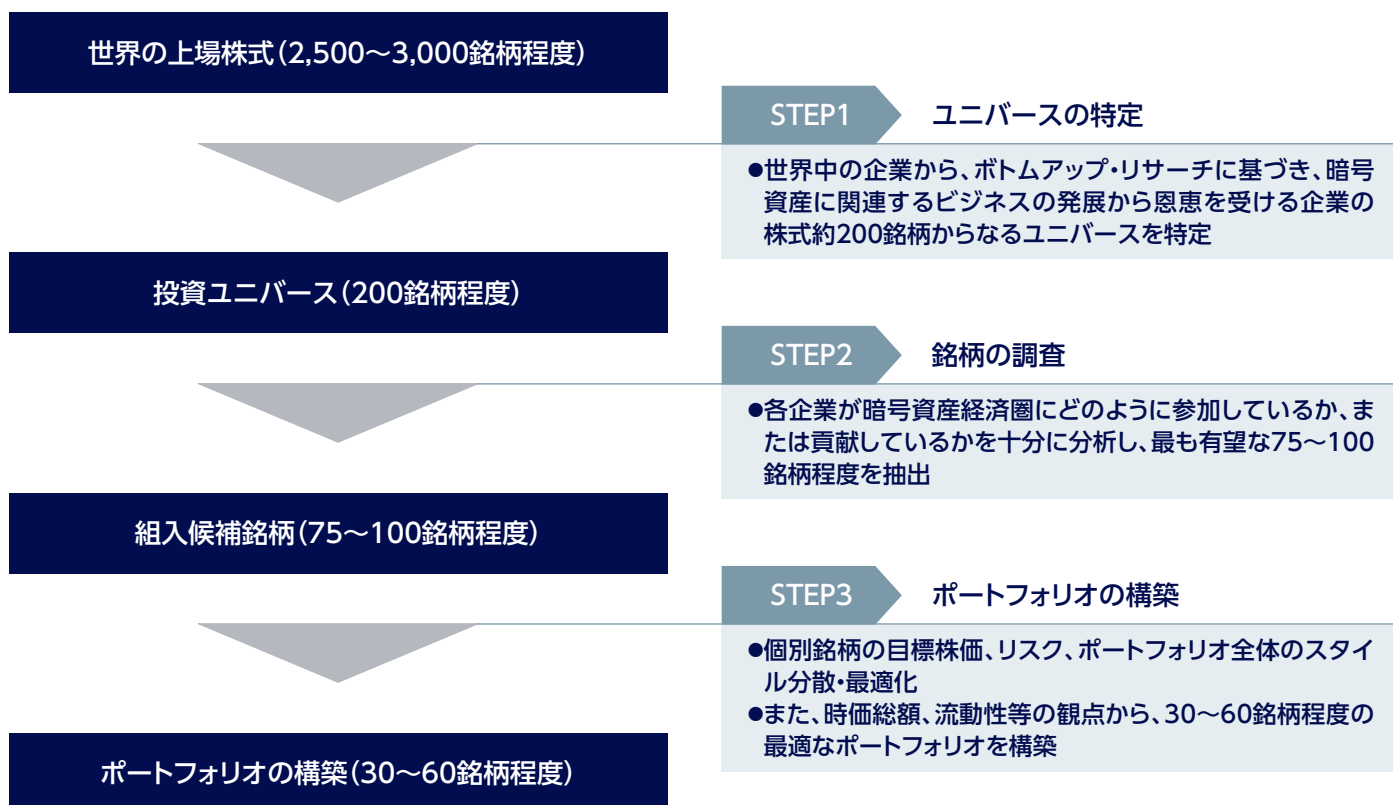 世界の上場株式(2,500～3,000銘柄程度)
STEP1 ユニバースの特定
●世界中の企業から、ボトムアップ・リサーチに基づき、暗号
資産に関連するビジネスの発展から恩恵を受ける企業の
株式約200銘柄からなるユニバースを特定
投資ユニバース(200銘柄程度)
STEP2 銘柄の調査
●各企業が暗号資産経済圏にどのように参加しているか、ま
たは貢献しているかを十分に分析し、最も有望な75～100
銘柄程度を抽出
組入候補銘柄(75～100銘柄程度)
STEP3 ポートフォリオの構築
●個別銘柄の目標株価、リスク、ポートフォリオ全体のスタイ
ル分散・最適化
●また、時価総額、流動性等の観点から、30～60銘柄程度の
最適なポートフォリオを構築
ポートフォリオの構築(30～60銘柄程度)